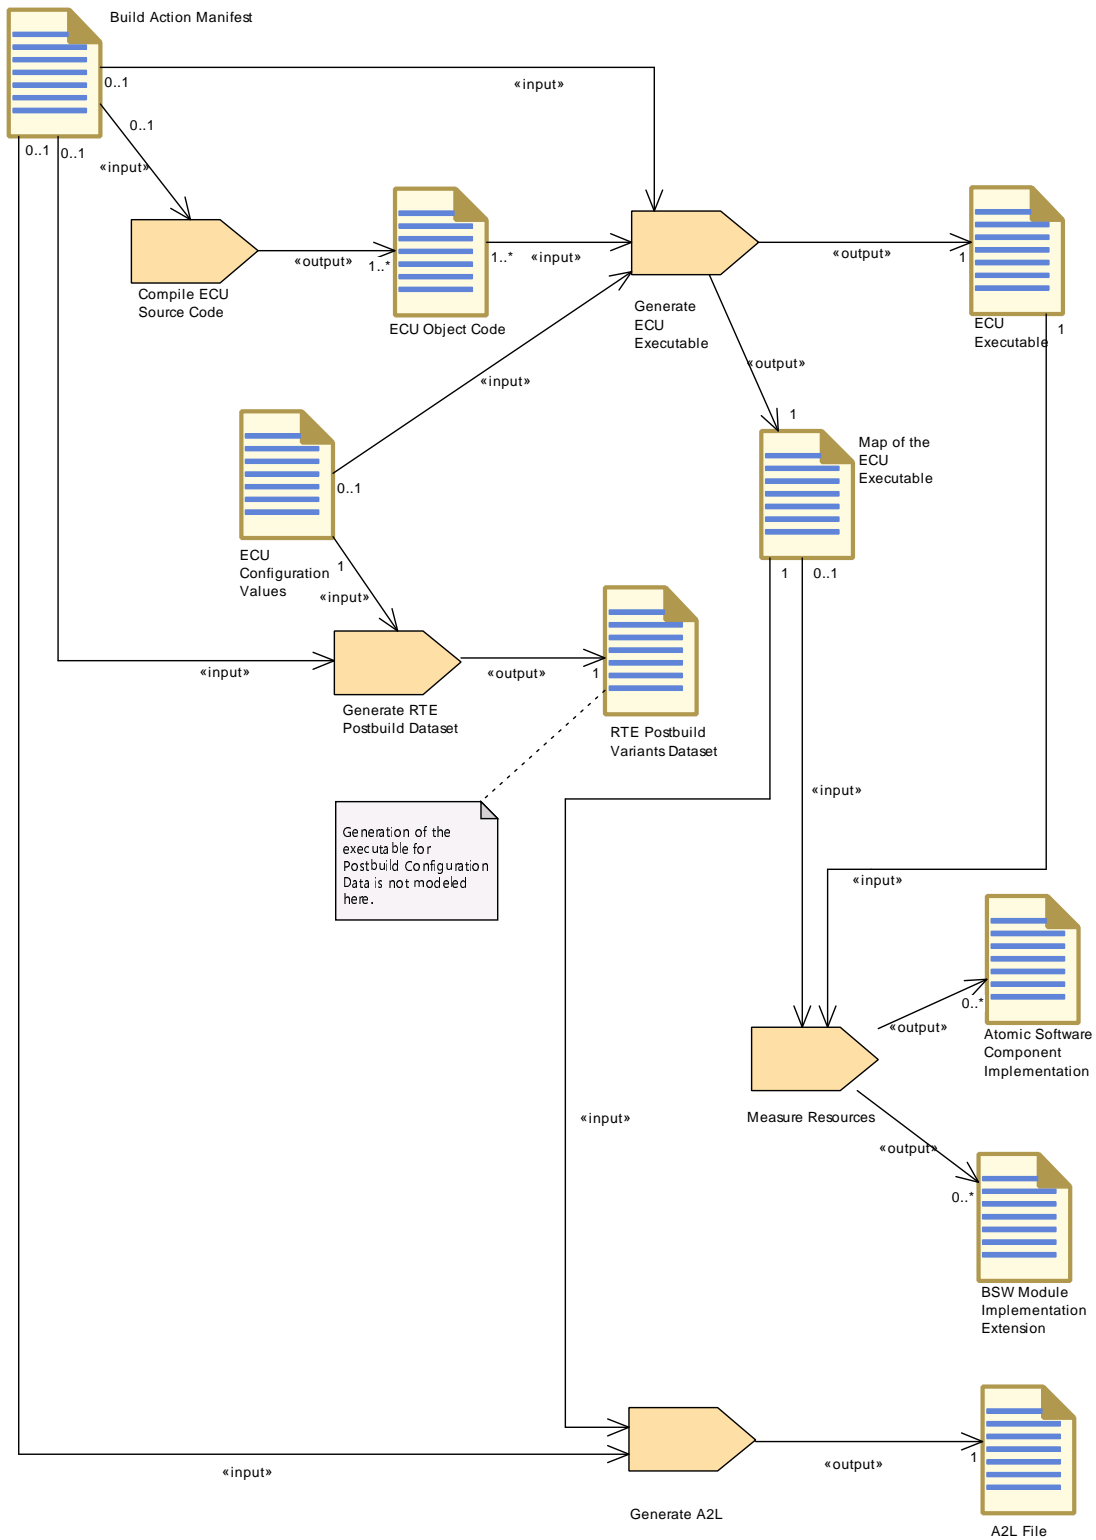 Build Action Manifest
0..1
«input»
0..1
0..1
0..1
«input»
«output»
1..*
1..*
«input»
«output»
1
Compile ECU
Source Code
ECU Object Code
Generate
ECU
Executable
ECU
Executable
1
«output»
«input»
1
Map of the
ECU
Executable
0..1
ECU
Configuration
Values
1
«input»
1
0..1
«input»
«output»
1
Generate RTE
Postbuild Dataset
RTE Postbuild
Variants Dataset
«input»
Generation of the
executable for
Postbuild Configuration
Data is not modeled
here.
«input»
0..*
«output»
Atomic Software
Component
Implementation
«input»
Measure Resources
«output»
0..*
BSW Module
Implementation
Extension
«input»
«output»
1
Generate A2L
A2L File